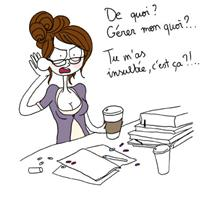 De quoi?
Gérer mon quoi?..
Tu m'as
insultée, c'est ça?!..